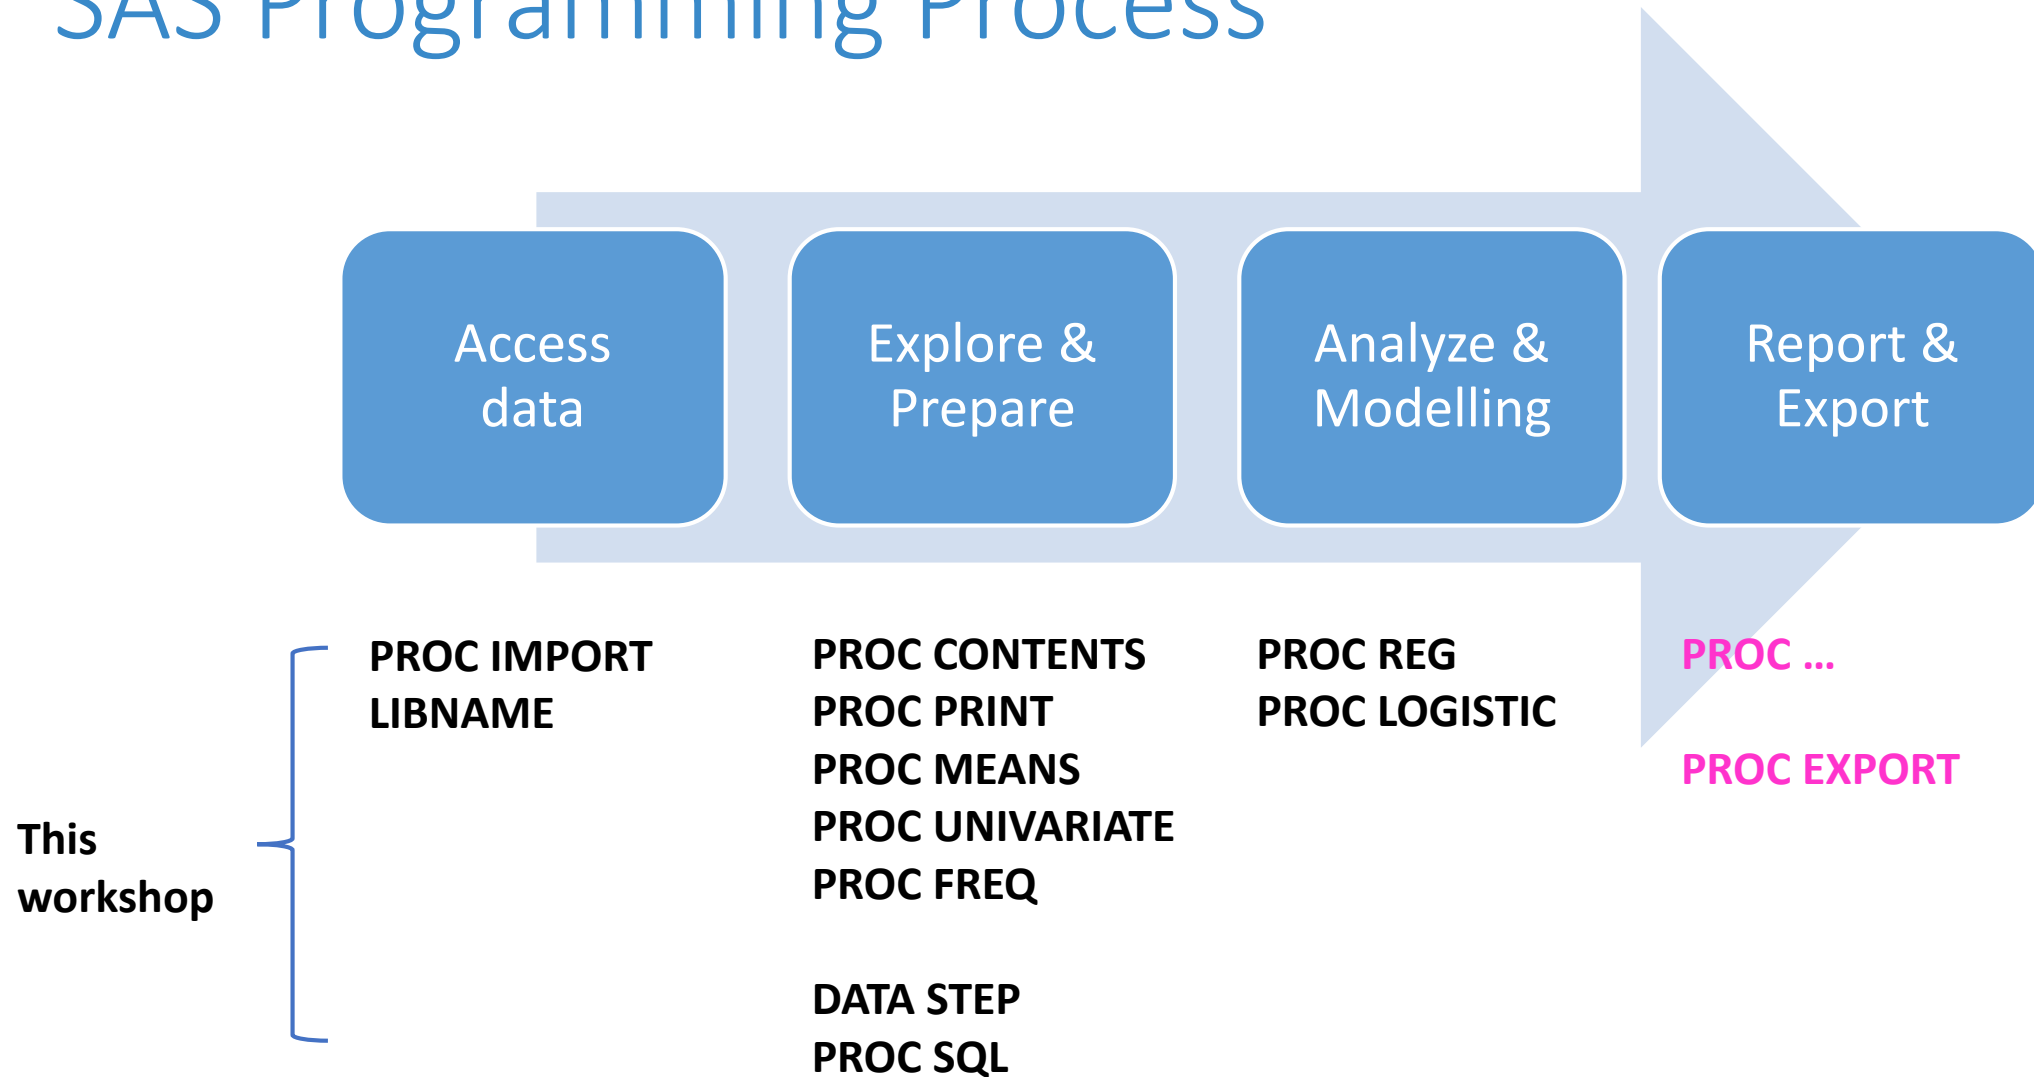 SAS Programming Process
Access
data
Explore &
Prepare
Analyze &
Modelling
Report &
Export
This
workshop
PROC IMPORT
LIBNAME
PROC CONTENTS
PROC PRINT
PROC MEANS
PROC UNIVARIATE
PROC FREQ
DATA STEP
PROC SQL
PROC REG
PROC LOGISTIC
PROC ...
PROC EXPORT